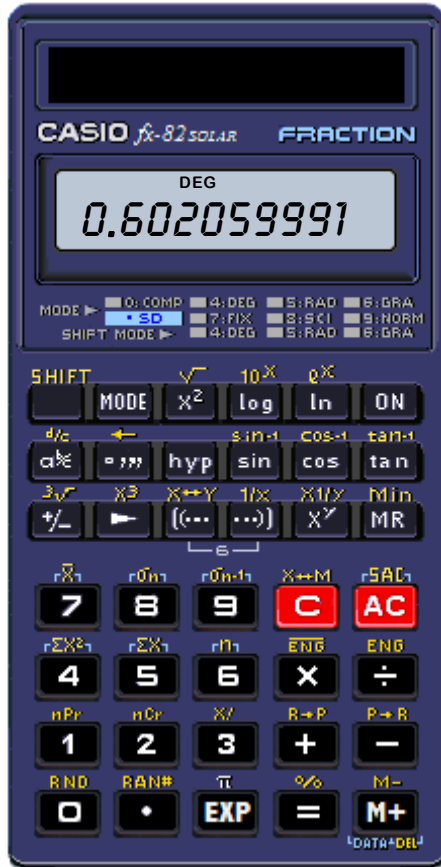 CASIO fx-82 SOLAR FRACTION
DEG
0.602059991
MODE ► 0: COMP 4:DEG 5:RAD 6:GRA
• SD 7:FIX 8:SCI 9:NORM
SHIFT MODE ► 4:DEG 5:RAD 6:GRA
SHIFT √ 10^X e^X
MODE X² log ln ON
d/c ← sin-1 cos-1 tan-1
a b/c ° ’ ” hyp sin cos tan
³√ X³ X↔Y 1/X X1/y Min
+/− ► [(··· ···)] X^Y MR
6
X̄ σn σn-1 X↔M SAC
7 8 9 C AC
ΣX² ΣX n ENG ENG
4 5 6 × ÷
nPr nCr X/ R→P P→R
1 2 3 + −
RND RAN# π % M−
0 • EXP = M+
DATA DEL